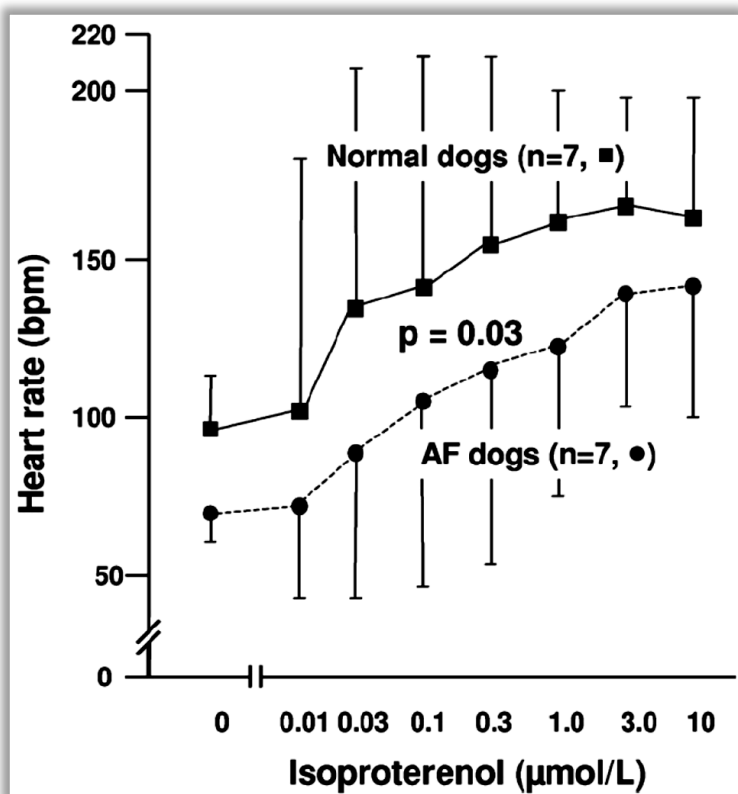 220
200
Normal dogs (n=7, ■)
150
p = 0.03
100
AF dogs (n=7, ●)
50
0
Heart rate (bpm)
0 0.01 0.03 0.1 0.3 1.0 3.0 10
Isoproterenol (μmol/L)